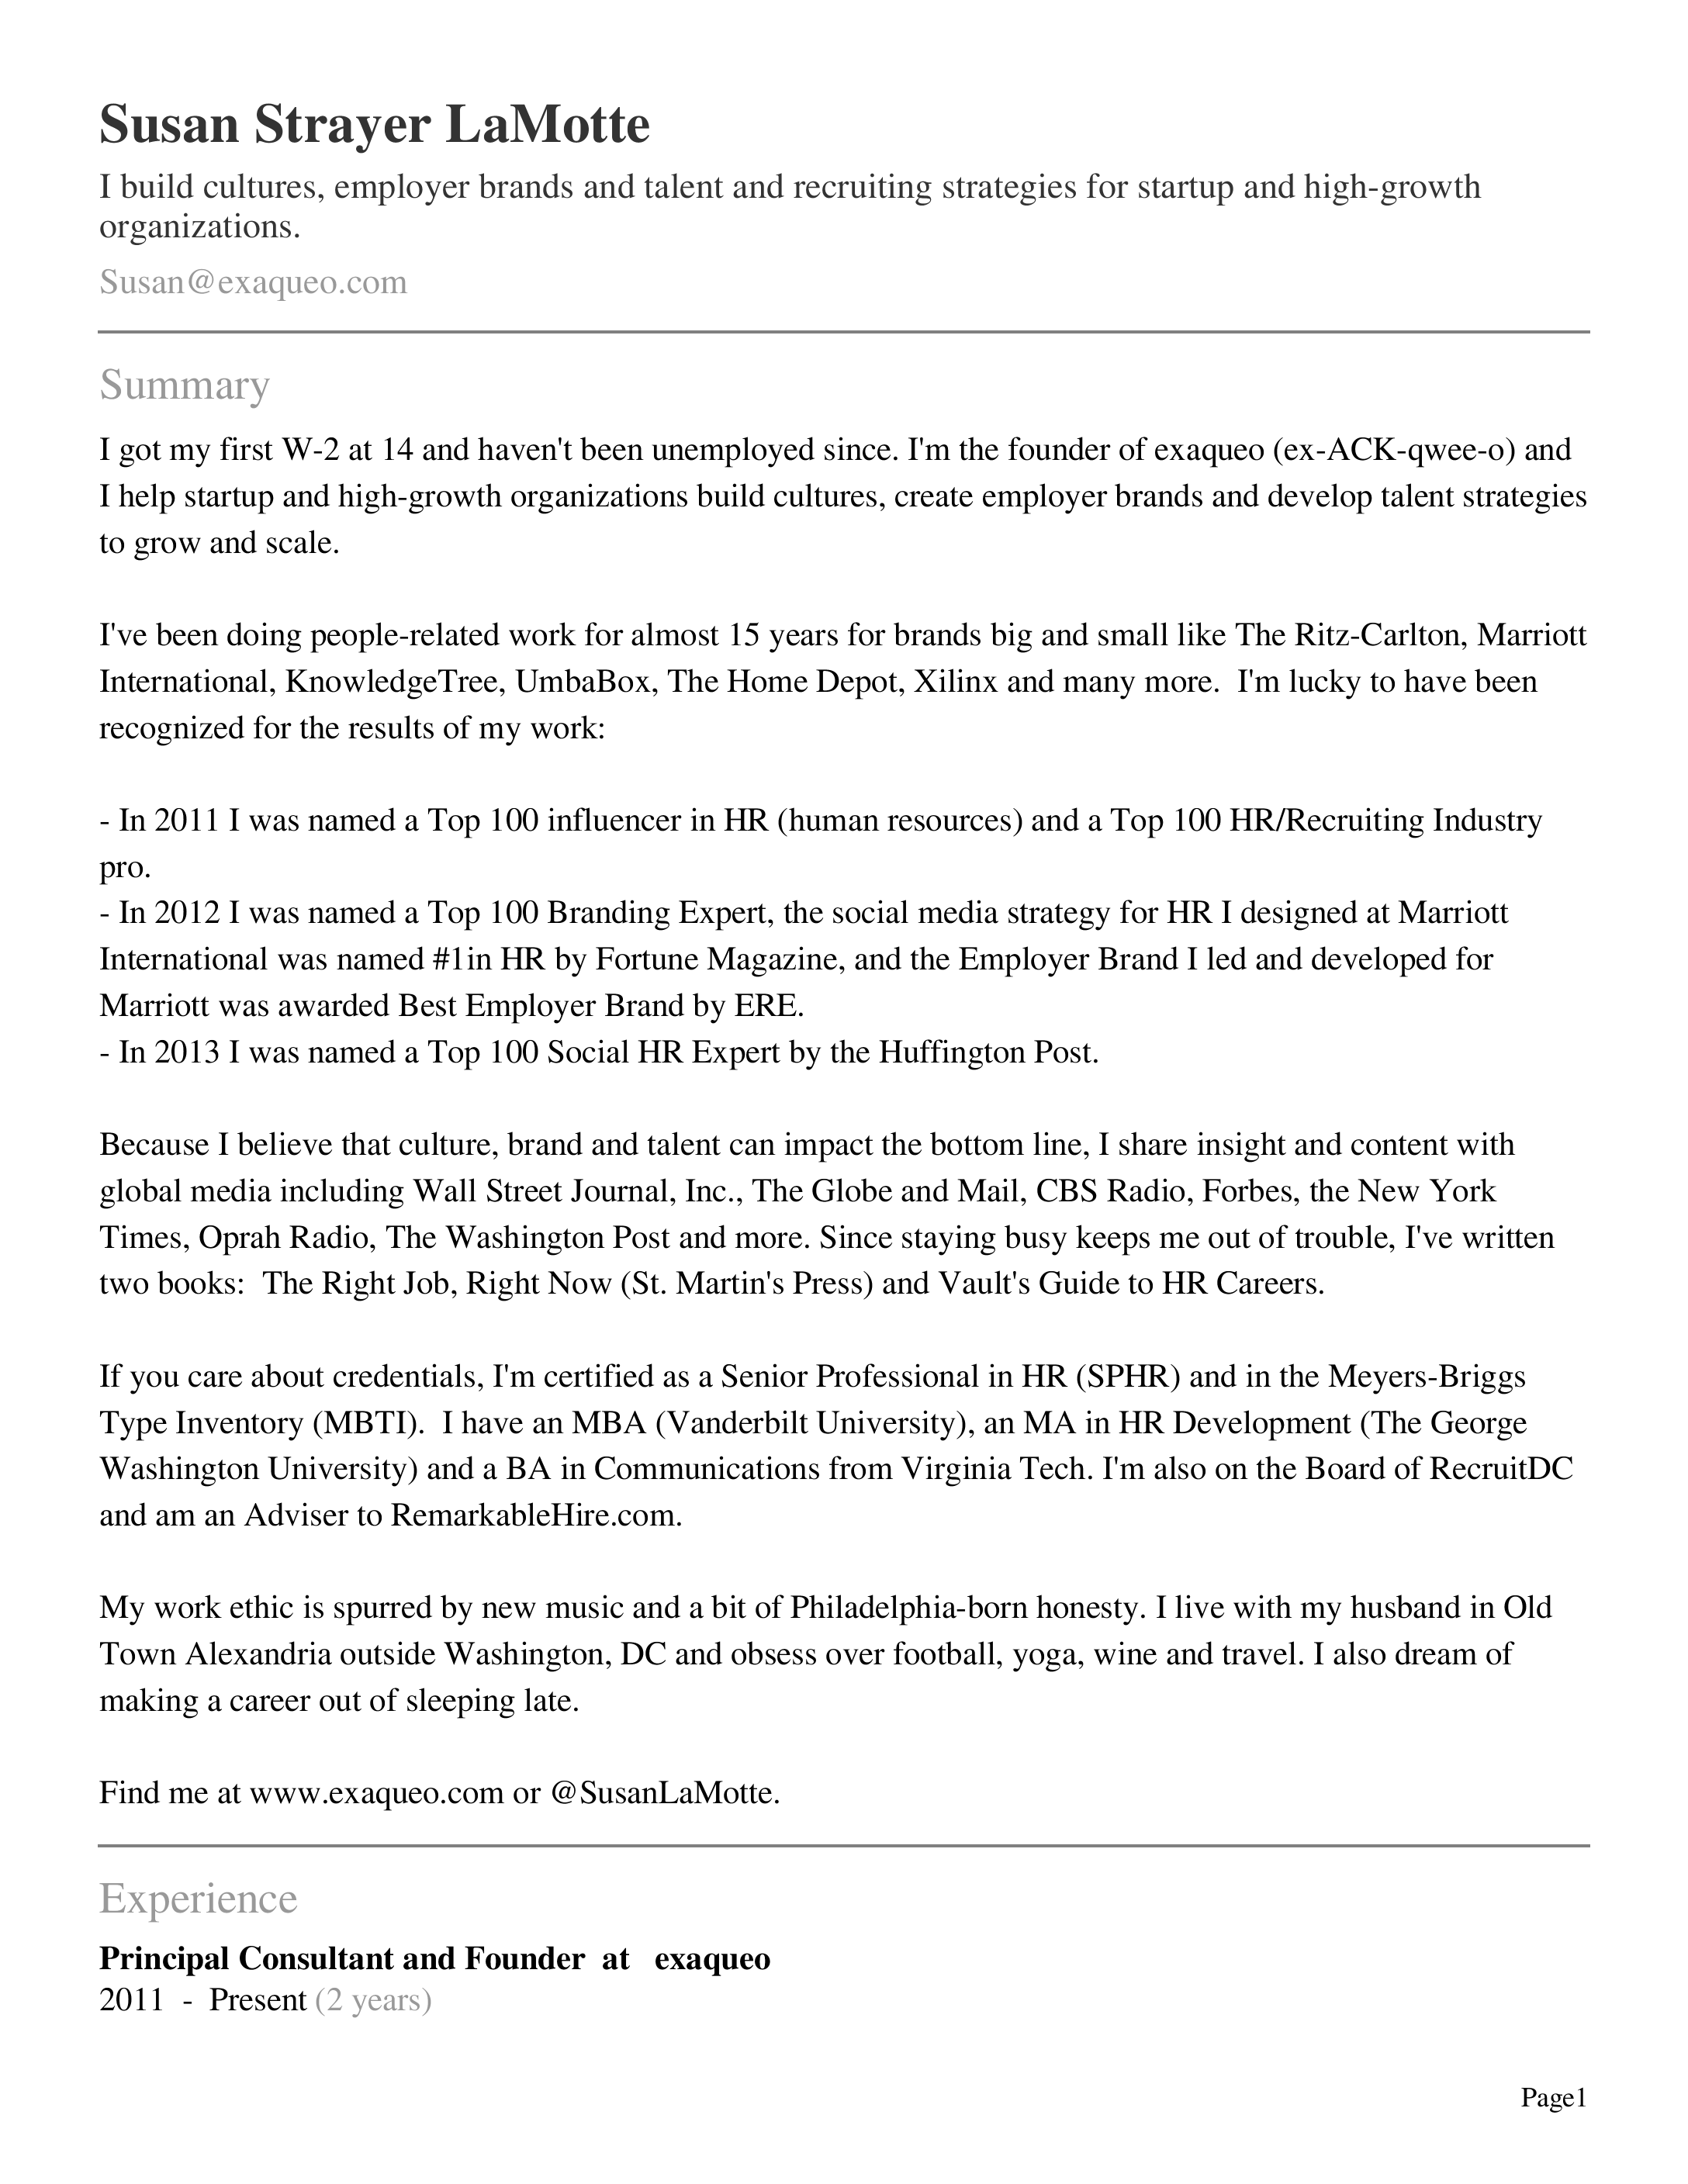 Susan Strayer LaMotte
I build cultures, employer brands and talent and recruiting strategies for startup and high-growth
organizations.
Susan@exaqueo.com
Summary
I got my first W-2 at 14 and haven't been unemployed since. I'm the founder of exaqueo (ex-ACK-qwee-o) and
I help startup and high-growth organizations build cultures, create employer brands and develop talent strategies
to grow and scale.
I've been doing people-related work for almost 15 years for brands big and small like The Ritz-Carlton, Marriott
International, KnowledgeTree, UmbaBox, The Home Depot, Xilinx and many more.  I'm lucky to have been
recognized for the results of my work:
- In 2011 I was named a Top 100 influencer in HR (human resources) and a Top 100 HR/Recruiting Industry
pro.
- In 2012 I was named a Top 100 Branding Expert, the social media strategy for HR I designed at Marriott
International was named #1in HR by Fortune Magazine, and the Employer Brand I led and developed for
Marriott was awarded Best Employer Brand by ERE.
- In 2013 I was named a Top 100 Social HR Expert by the Huffington Post.
Because I believe that culture, brand and talent can impact the bottom line, I share insight and content with
global media including Wall Street Journal, Inc., The Globe and Mail, CBS Radio, Forbes, the New York
Times, Oprah Radio, The Washington Post and more. Since staying busy keeps me out of trouble, I've written
two books:  The Right Job, Right Now (St. Martin's Press) and Vault's Guide to HR Careers.
If you care about credentials, I'm certified as a Senior Professional in HR (SPHR) and in the Meyers-Briggs
Type Inventory (MBTI).  I have an MBA (Vanderbilt University), an MA in HR Development (The George
Washington University) and a BA in Communications from Virginia Tech. I'm also on the Board of RecruitDC
and am an Adviser to RemarkableHire.com.
My work ethic is spurred by new music and a bit of Philadelphia-born honesty. I live with my husband in Old
Town Alexandria outside Washington, DC and obsess over football, yoga, wine and travel. I also dream of
making a career out of sleeping late.
Find me at www.exaqueo.com or @SusanLaMotte.
Experience
Principal Consultant and Founder  at   exaqueo
2011  -  Present (2 years)
Page1